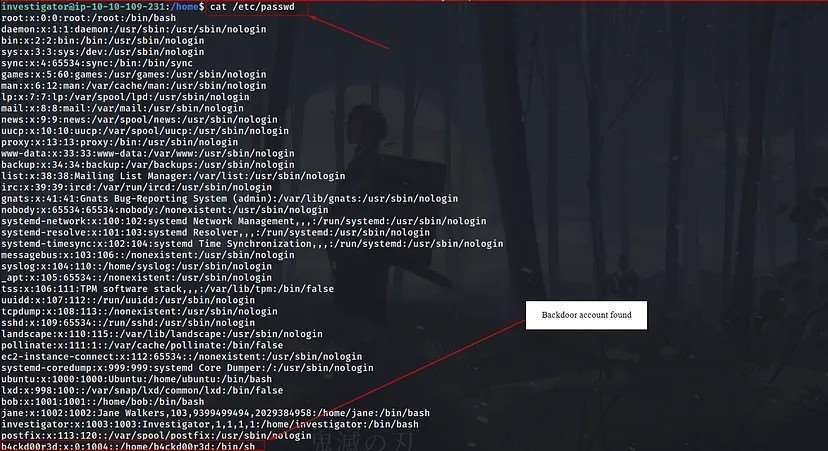 investigator@ip-10-10-109-231:/home$ cat /etc/passwd
root:x:0:0:root:/root:/bin/bash
daemon:x:1:1:daemon:/usr/sbin:/usr/sbin/nologin
bin:x:2:2:bin:/bin:/usr/sbin/nologin
sys:x:3:3:sys:/dev:/usr/sbin/nologin
sync:x:4:65534:sync:/bin:/bin/sync
games:x:5:60:games:/usr/games:/usr/sbin/nologin
man:x:6:12:man:/var/cache/man:/usr/sbin/nologin
lp:x:7:7:lp:/var/spool/lpd:/usr/sbin/nologin
mail:x:8:8:mail:/var/mail:/usr/sbin/nologin
news:x:9:9:news:/var/spool/news:/usr/sbin/nologin
uucp:x:10:10:uucp:/var/spool/uucp:/usr/sbin/nologin
proxy:x:13:13:proxy:/bin:/usr/sbin/nologin
www-data:x:33:33:www-data:/var/www:/usr/sbin/nologin
backup:x:34:34:backup:/var/backups:/usr/sbin/nologin
list:x:38:38:Mailing List Manager:/var/list:/usr/sbin/nologin
irc:x:39:39:ircd:/var/run/ircd:/usr/sbin/nologin
gnats:x:41:41:Gnats Bug-Reporting System (admin):/var/lib/gnats:/usr/sbin/nologin
nobody:x:65534:65534:nobody:/nonexistent:/usr/sbin/nologin
systemd-network:x:100:102:systemd Network Management,,,:/run/systemd:/usr/sbin/nologin
systemd-resolve:x:101:103:systemd Resolver,,,:/run/systemd:/usr/sbin/nologin
systemd-timesync:x:102:104:systemd Time Synchronization,,,:/run/systemd:/usr/sbin/nologin
messagebus:x:103:106::/nonexistent:/usr/sbin/nologin
syslog:x:104:110::/home/syslog:/usr/sbin/nologin
_apt:x:105:65534::/nonexistent:/usr/sbin/nologin
tss:x:106:111:TPM software stack,,,:/var/lib/tpm:/bin/false
uuidd:x:107:112::/run/uuidd:/usr/sbin/nologin
tcpdump:x:108:113::/nonexistent:/usr/sbin/nologin
sshd:x:109:65534::/run/sshd:/usr/sbin/nologin
landscape:x:110:115::/var/lib/landscape:/usr/sbin/nologin
pollinate:x:111:1::/var/cache/pollinate:/bin/false
ec2-instance-connect:x:112:65534::/nonexistent:/usr/sbin/nologin
systemd-coredump:x:999:999:systemd Core Dumper:/:/usr/sbin/nologin
ubuntu:x:1000:1000:Ubuntu:/home/ubuntu:/bin/bash
lxd:x:998:100::/var/snap/lxd/common/lxd:/bin/false
bob:x:1001:1001::/home/bob:/bin/bash
jane:x:1002:1002:Jane Walkers,103,9399499494,2029384958:/home/jane:/bin/bash
investigator:x:1003:1003:Investigator,1,1,1,1:/home/investigator:/bin/bash
postfix:x:113:120::/var/spool/postfix:/usr/sbin/nologin
b4ckd00r3d:x:0:1004::/home/b4ckd00r3d:/bin/sh
Backdoor account found
鬼滅の刃